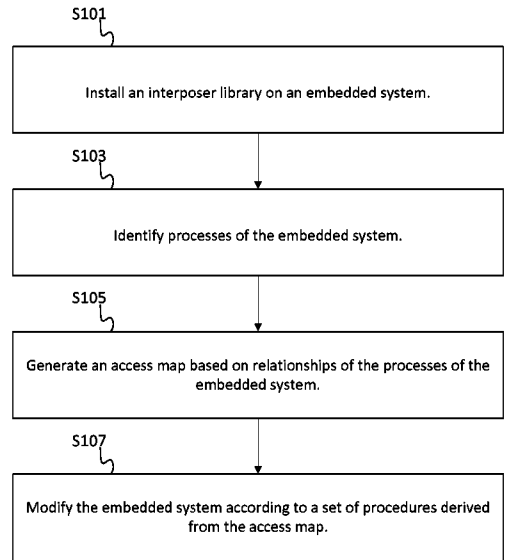 S101
Install an interposer library on an embedded system.
S103
Identify processes of the embedded system.
S105
Generate an access map based on relationships of the processes of the
embedded system.
S107
Modify the embedded system according to a set of procedures derived
from the access map.